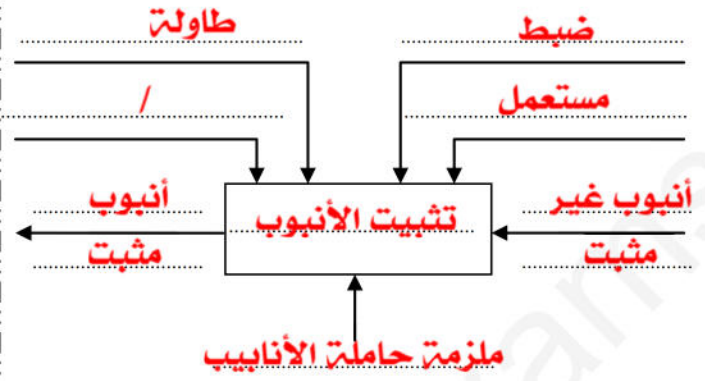 ضبط
طاولة
مستعمل
/
أنبوب غير
مثبت
تثبيت الأنبوب
أنبوب
مثبت
ملزمة حاملة الأنابيب